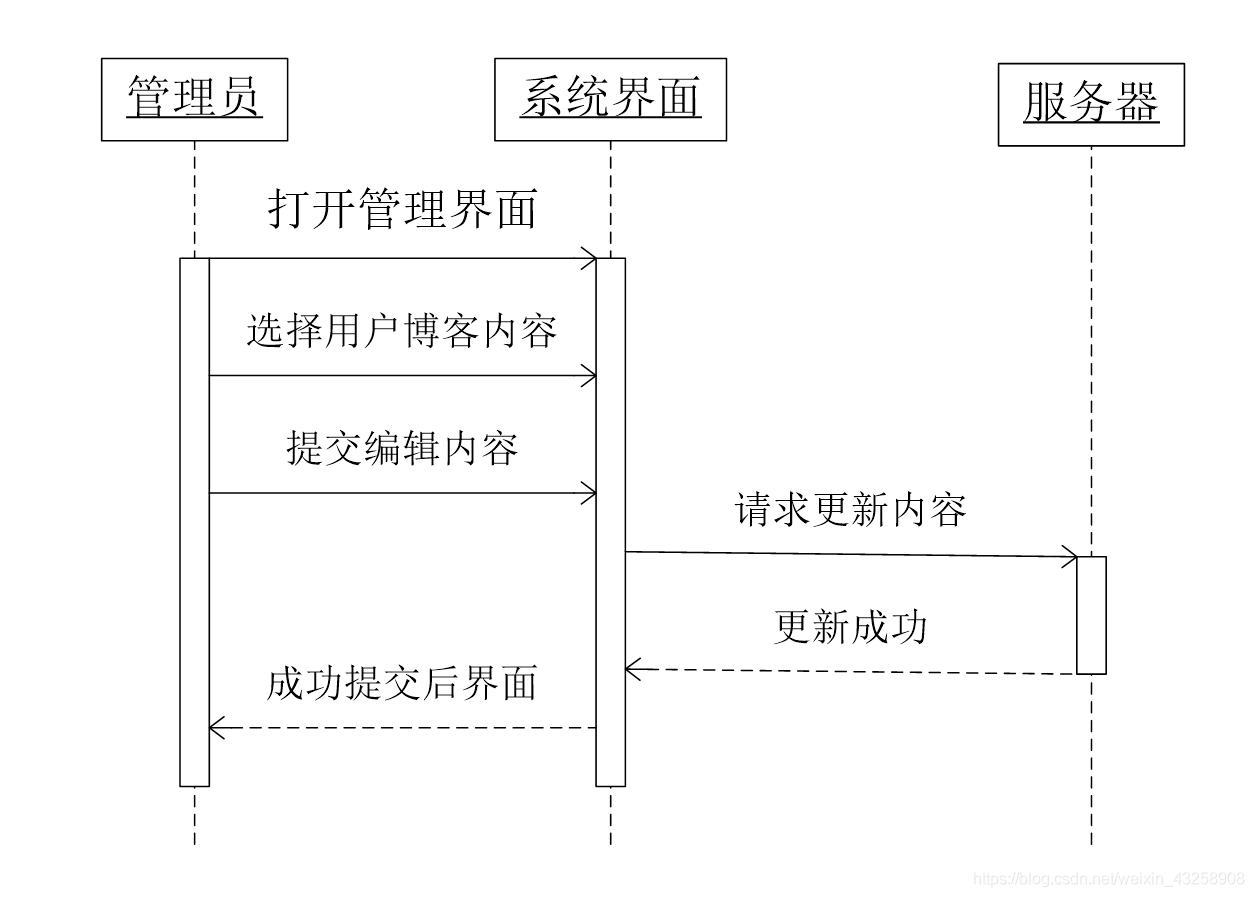 管理员
系统界面
服务器
打开管理界面
选择用户博客内容
提交编辑内容
请求更新内容
更新成功
成功提交后界面
https://blog.csdn.net/weixin_43258908